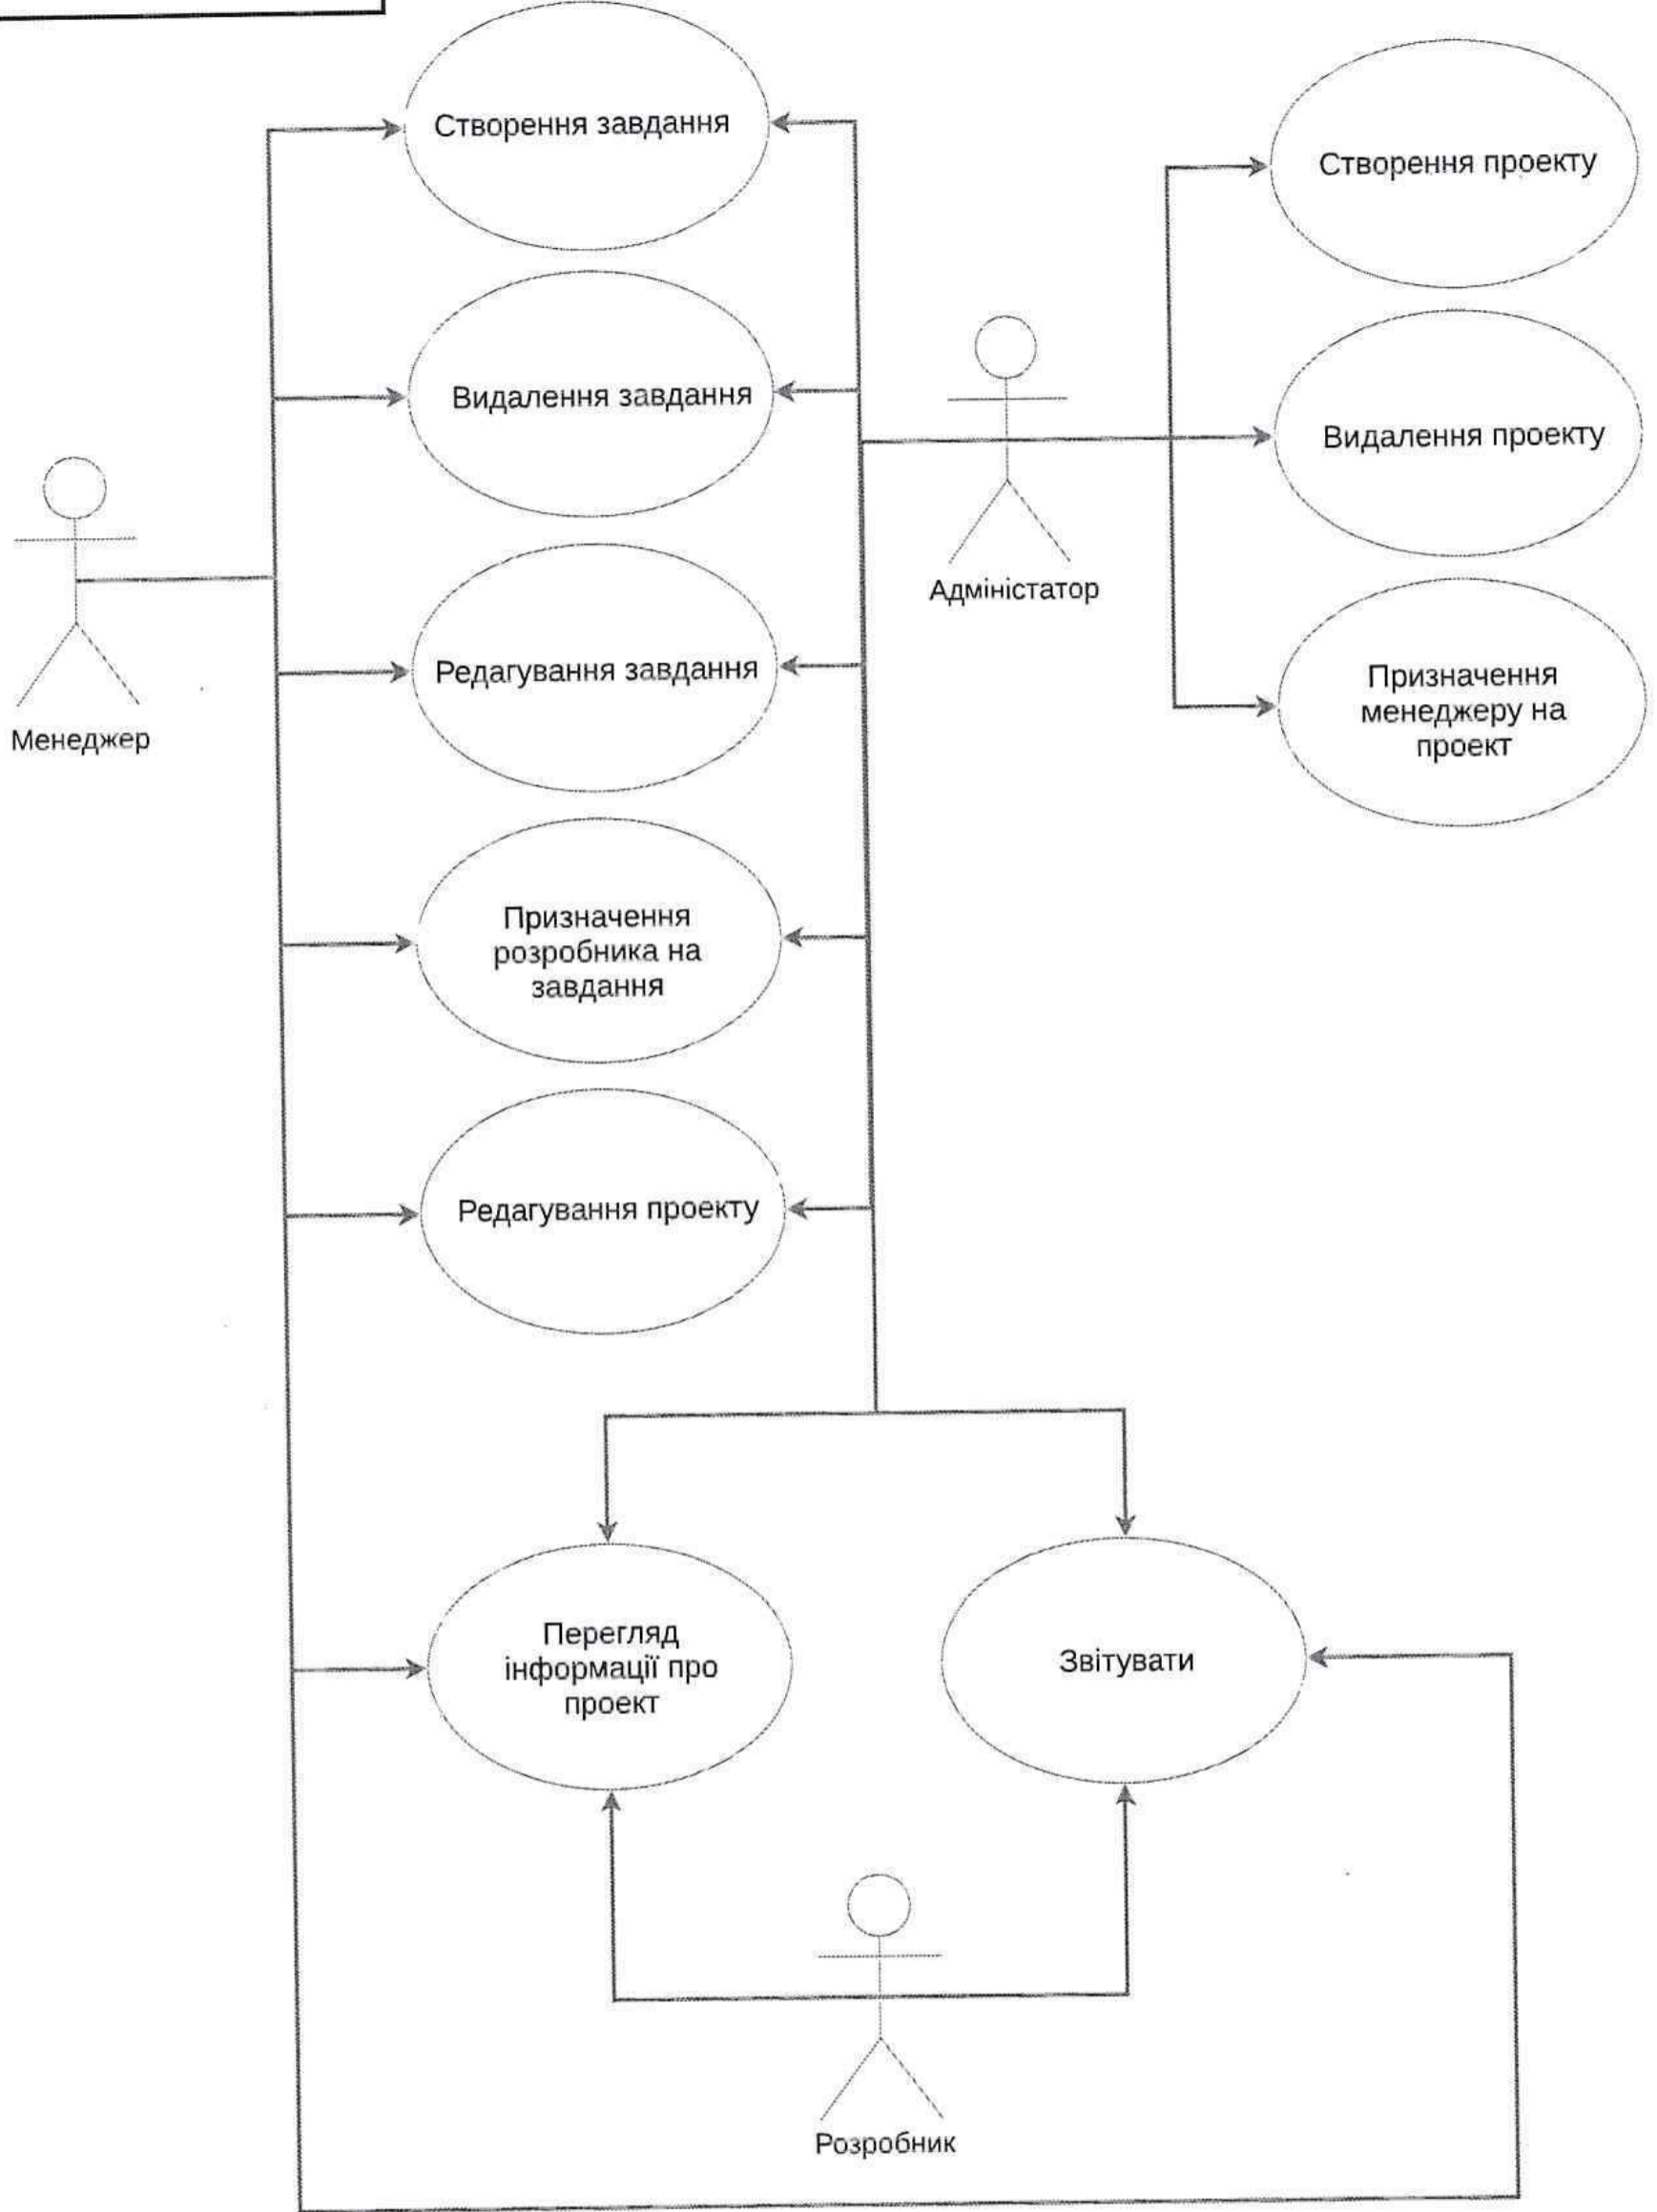 Створення завдання
Створення проекту
Видалення завдання
Видалення проекту
Адміністатор
Редагування завдання
Призначення
менеджеру на
проект
Менеджер
Призначення
розробника на
завдання
Редагування проекту
Перегляд
інформації про
проект
Звітувати
Розробник